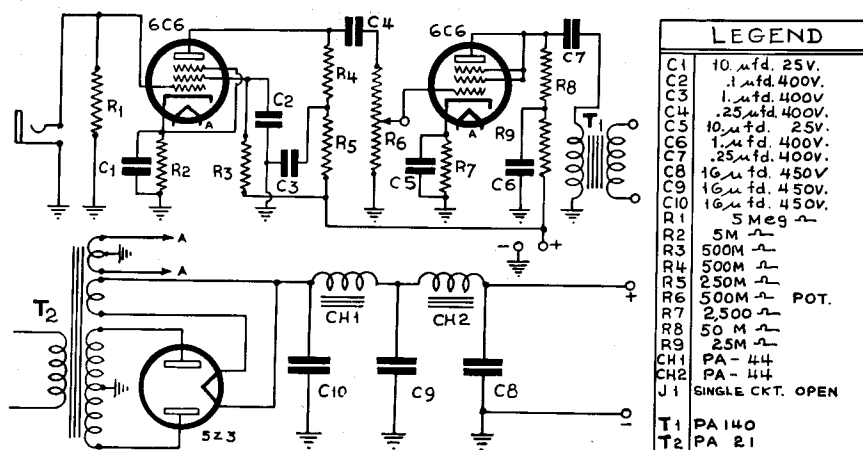 6C6
C4
6C6
C7
R1
R4
R8
C2
A
R5
R6
A
R9
T1
C1
R2
R3
C3
C5
R7
C6
- +
A
A
T2
CH1
CH2
+
C10
C9
C8
5Z3
-
LEGEND
C1 10. µfd. 25V.
C2 .1 µfd. 400V.
C3 1. µfd. 400V
C4 .25 µfd. 400V.
C5 10. µfd. 25V.
C6 1. µfd. 400V.
C7 .25 µfd. 400V.
C8 16 µfd. 450V
C9 16 µfd. 450V.
C10 16 µfd. 450V.
R1 5 Meg Ω
R2 5M Ω
R3 500M Ω
R4 500M Ω
R5 250M Ω
R6 500M Ω POT.
R7 2,500 Ω
R8 50 M Ω
R9 25M Ω
CH1 PA-44
CH2 PA-44
J1 SINGLE CKT. OPEN
T1 PA 140
T2 PA 21